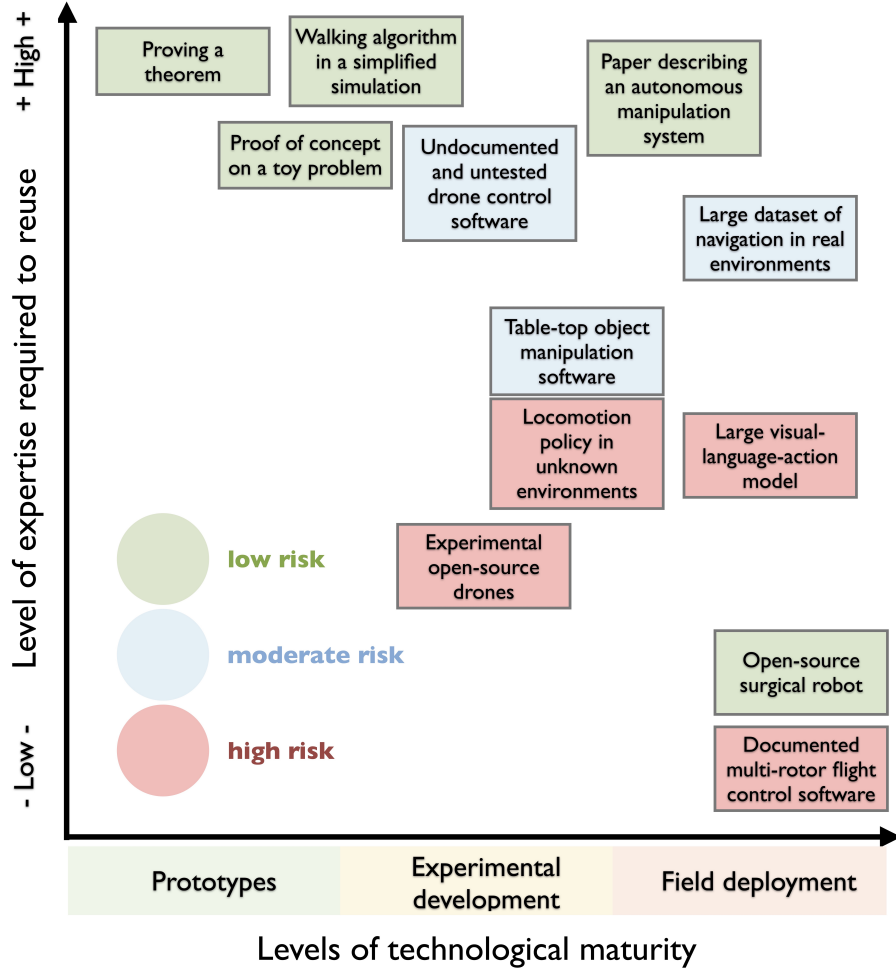 + High +
Level of expertise required to reuse
- Low -
Proving a
theorem
Walking algorithm
in a simplified
simulation
Paper describing
an autonomous
manipulation
system
Proof of concept
on a toy problem
Undocumented
and untested
drone control
software
Large dataset of
navigation in real
environments
Table-top object
manipulation
software
Locomotion
policy in
unknown
environments
Large visual-
language-action
model
Experimental
open-source
drones
low risk
moderate risk
high risk
Open-source
surgical robot
Documented
multi-rotor flight
control software
Prototypes
Experimental
development
Field deployment
Levels of technological maturity